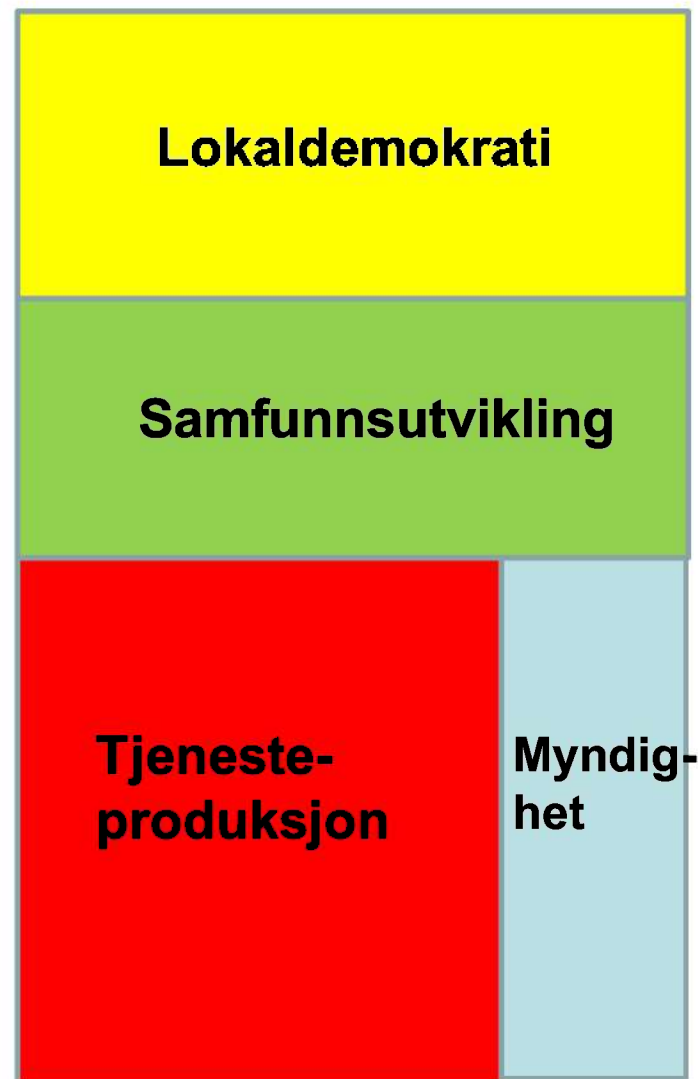 Lokaldemokrati
Samfunnsutvikling
Tjeneste-
produksjon
Myndig-
het